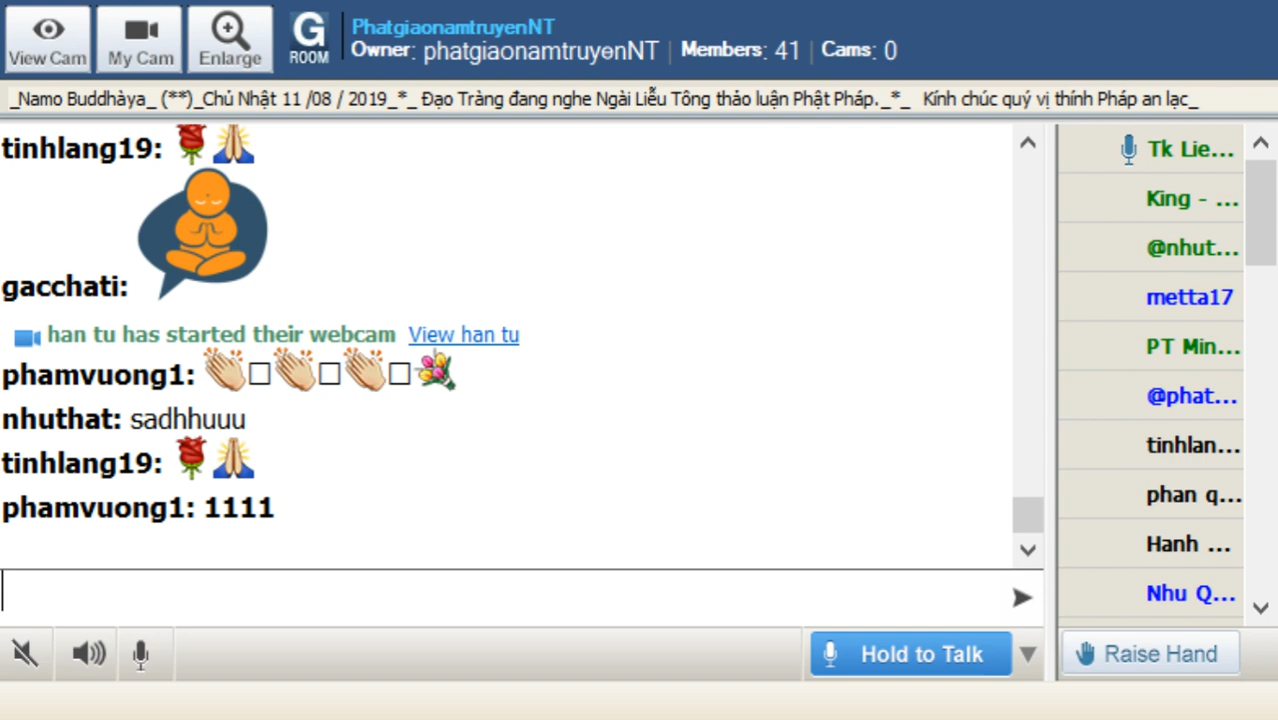 View Cam
My Cam
Enlarge
G
ROOM
PhatgiaonamtruyenNT
Owner: phatgiaonamtruyenNT | Members: 41 | Cams: 0
_Namo Buddhàya_ (**)_Chủ Nhật 11 /08 / 2019_*_ Đạo Tràng đang nghe Ngài Liễu Tông thảo luận Phật Pháp._*_ Kính chúc quý vị thính Pháp an lạc_
tinhlang19:
gacchati:
han tu has started their webcam View han tu
phamvuong1:
nhuthat: sadhhuuu
tinhlang19:
phamvuong1: 1111
Tk Lie...
King - ...
@nhut...
metta17
PT Min...
@phat...
tinhlan...
phan q...
Hanh ...
Nhu Q...
Hold to Talk
Raise Hand